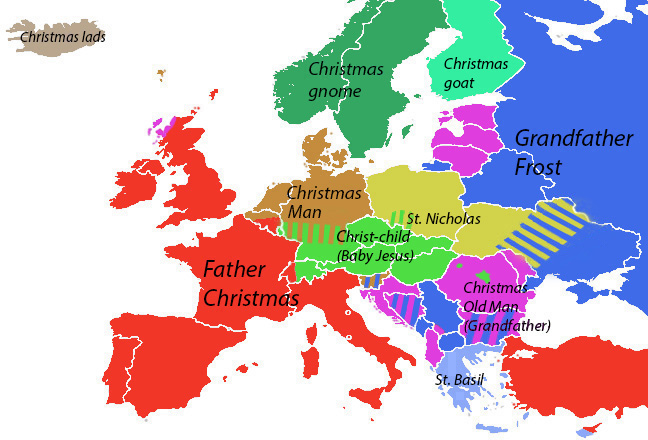 Christmas lads
Christmas
gnome
Christmas
goat
Grandfather
Frost
Christmas
Man
St. Nicholas
Christ-child
(Baby Jesus)
Father
Christmas
Christmas
Old Man
(Grandfather)
St. Basil